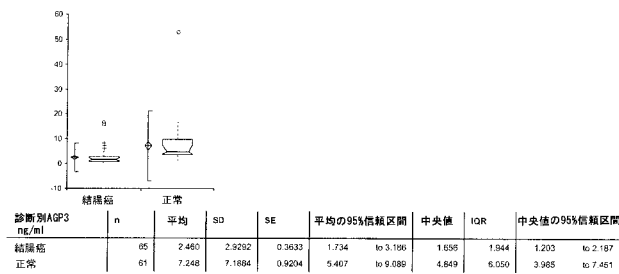 60
50
40
30
20
10
0
-10
結腸癌 正常
診断別AGP3 ng/ml n 平均 SD SE 平均の95%信頼区間 中央値 IQR 中央値の95%信頼区間
結腸癌 65 2.460 2.9292 0.3633 1.734 to 3.186 1.656 1.944 1.203 to 2.187
正常 61 7.248 7.1884 0.9204 5.407 to 9.089 4.849 6.050 3.985 to 7.451